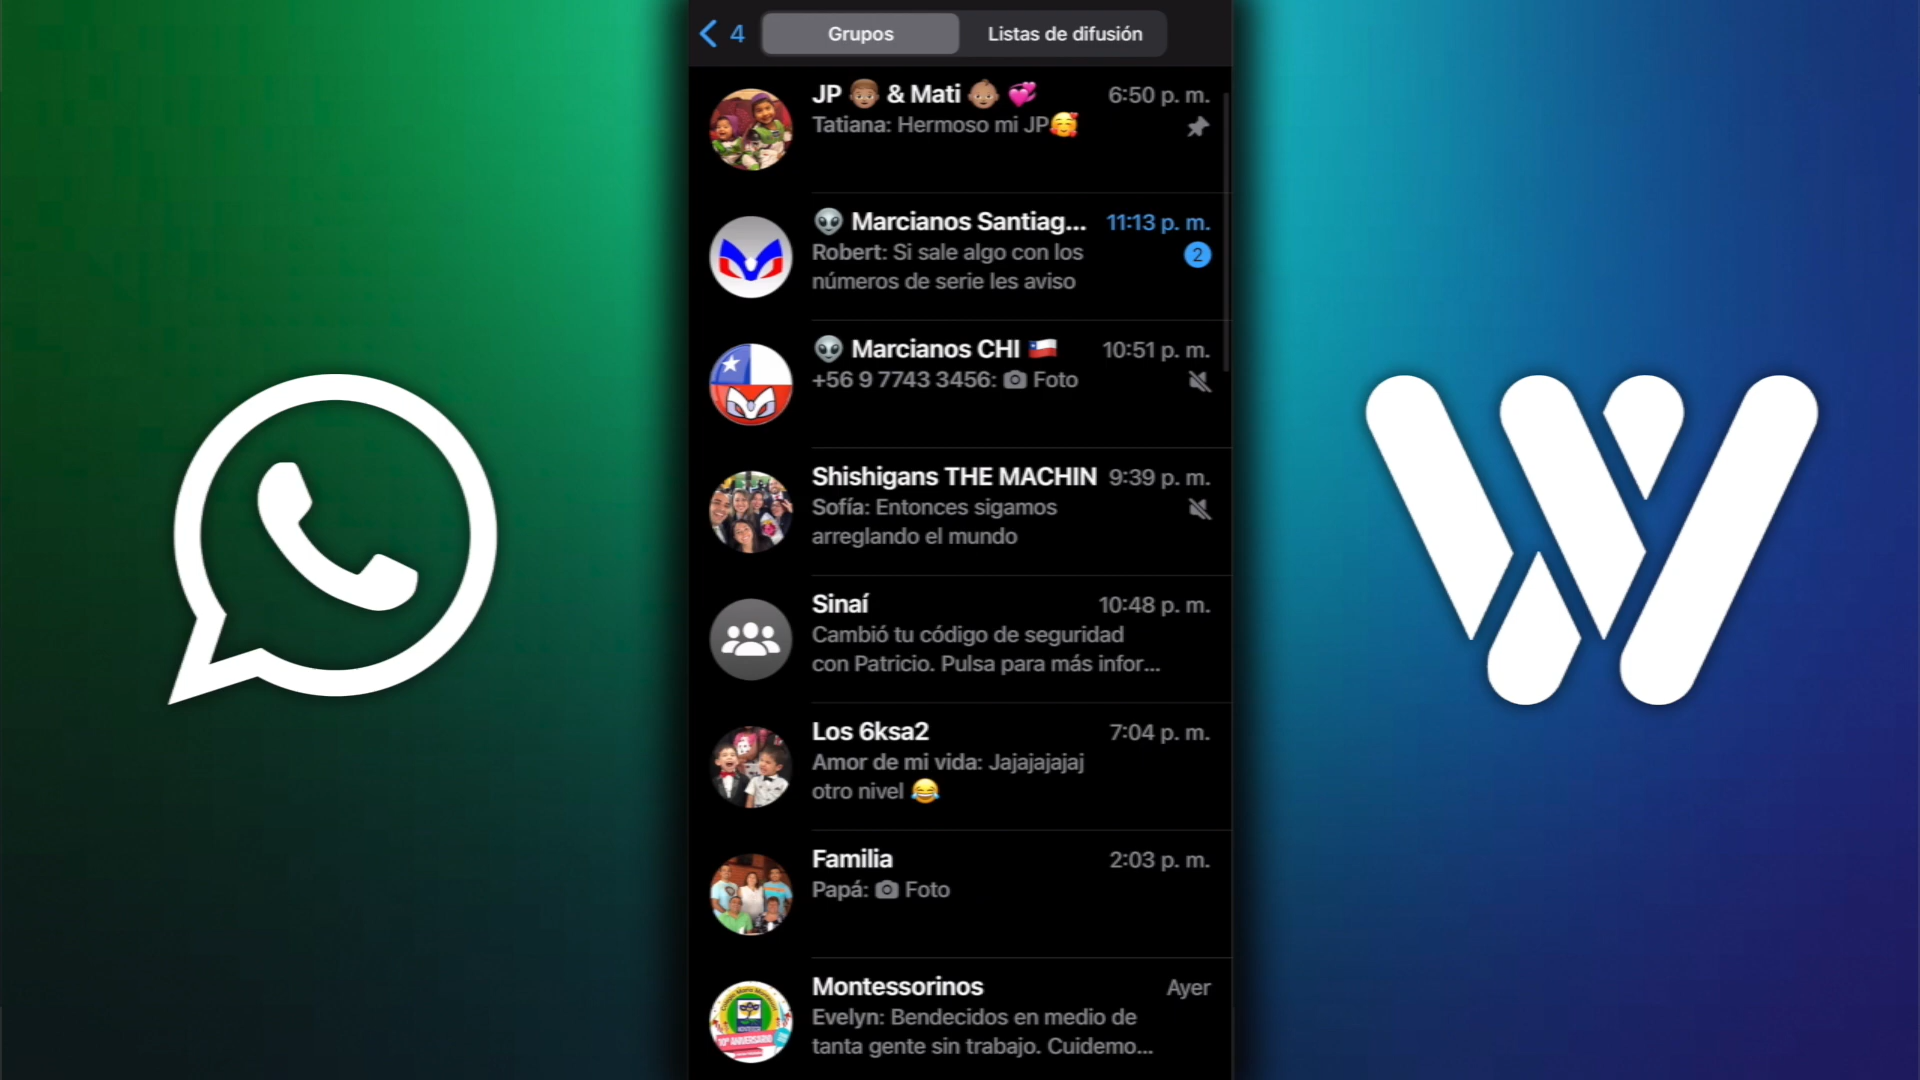 4
Grupos
Listas de difusión
JP 👦🏽 & Mati 👶🏽 💞
6:50 p. m.
Tatiana: Hermoso mi JP🥰
👽 Marcianos Santiag...
11:13 p. m.
Robert: Si sale algo con los
2
números de serie les aviso
👽 Marcianos CHI 🇨🇱
10:51 p. m.
+56 9 7743 3456: 📷 Foto
Shishigans THE MACHIN
9:39 p. m.
Sofía: Entonces sigamos
arreglando el mundo
Sinaí
10:48 p. m.
Cambió tu código de seguridad
con Patricio. Pulsa para más infor...
Los 6ksa2
7:04 p. m.
Amor de mi vida: Jajajajajaj
otro nivel 😂
Familia
2:03 p. m.
Papá: 📷 Foto
Montessorinos
Ayer
Evelyn: Bendecidos en medio de
tanta gente sin trabajo. Cuidemo...